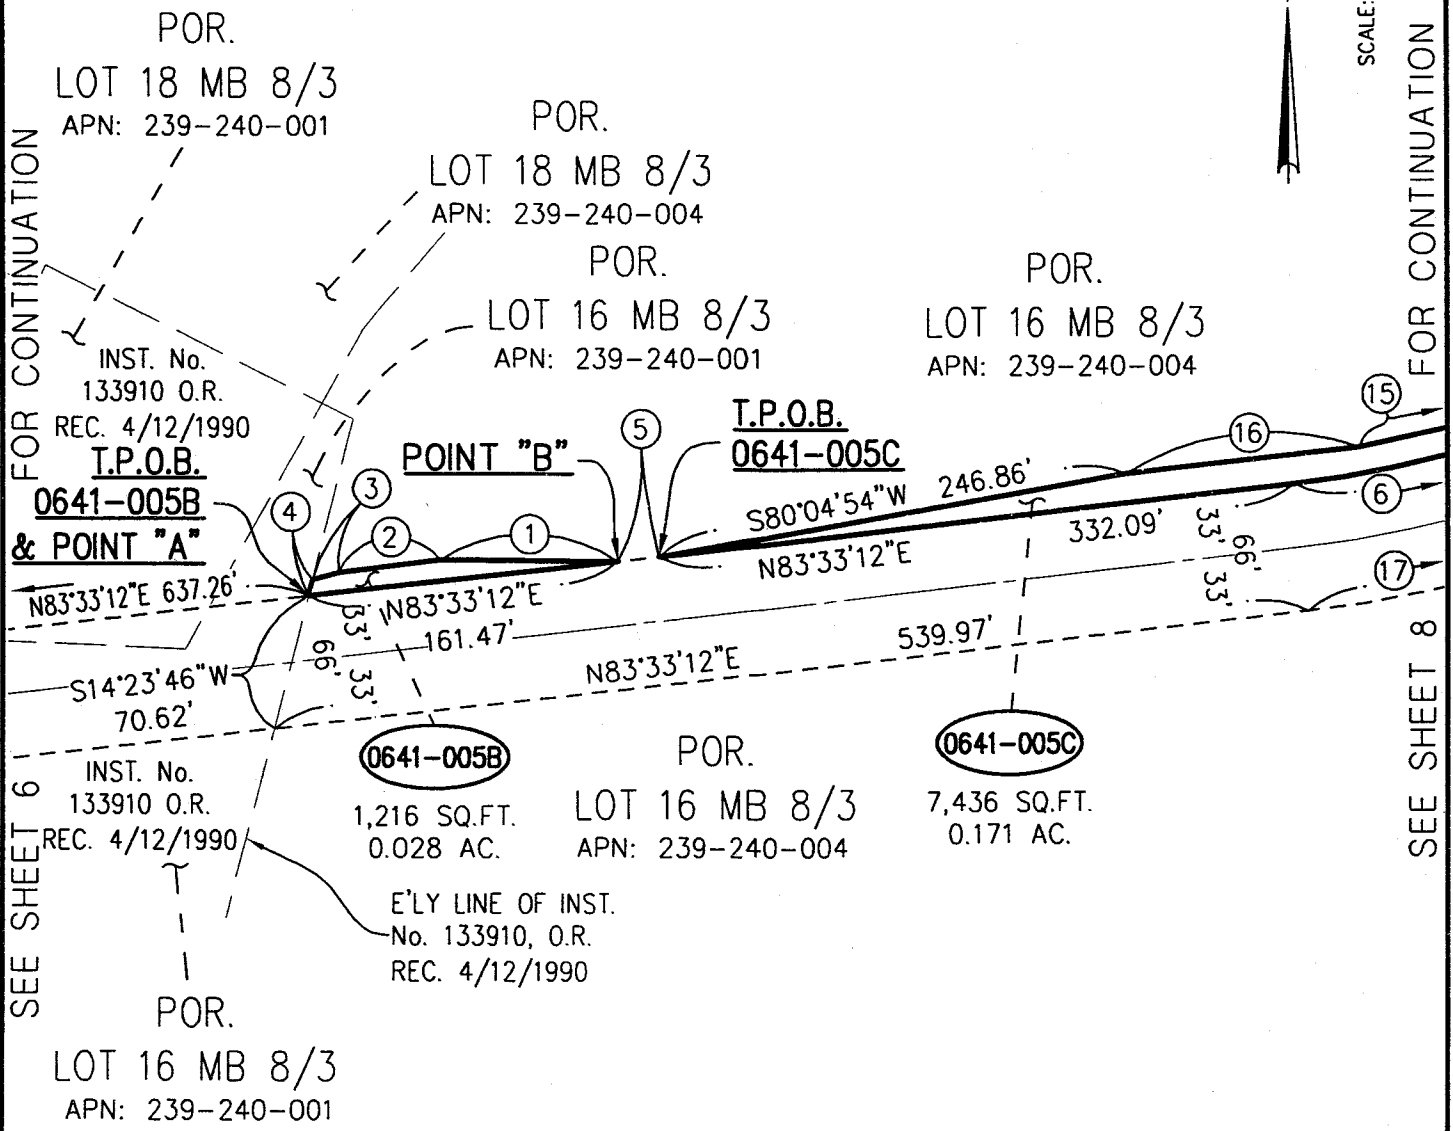 POR.
LOT 18 MB 8/3
APN: 239-240-001
POR.
LOT 18 MB 8/3
APN: 239-240-004
SCALE:
FOR CONTINUATION
FOR CONTINUATION
POR.
LOT 16 MB 8/3
APN: 239-240-001
POR.
LOT 16 MB 8/3
APN: 239-240-004
INST. No.
133910 O.R.
REC. 4/12/1990
T.P.O.B.
0641-005B
& POINT "A"
4
3
2
1
POINT "B"
5
T.P.O.B.
0641-005C
16
15
6
17
S80°04'54"W 246.86'
N83°33'12"E 332.09'
N83°33'12"E 637.26'
N83°33'12"E
161.47'
33'
66'
33'
33'
66'
33'
N83°33'12"E 539.97'
S14°23'46"W
70.62'
0641-005B
1,216 SQ.FT.
0.028 AC.
POR.
LOT 16 MB 8/3
APN: 239-240-004
0641-005C
7,436 SQ.FT.
0.171 AC.
INST. No.
133910 O.R.
REC. 4/12/1990
E'LY LINE OF INST.
No. 133910, O.R.
REC. 4/12/1990
SEE SHEET 6
SEE SHEET 8
POR.
LOT 16 MB 8/3
APN: 239-240-001